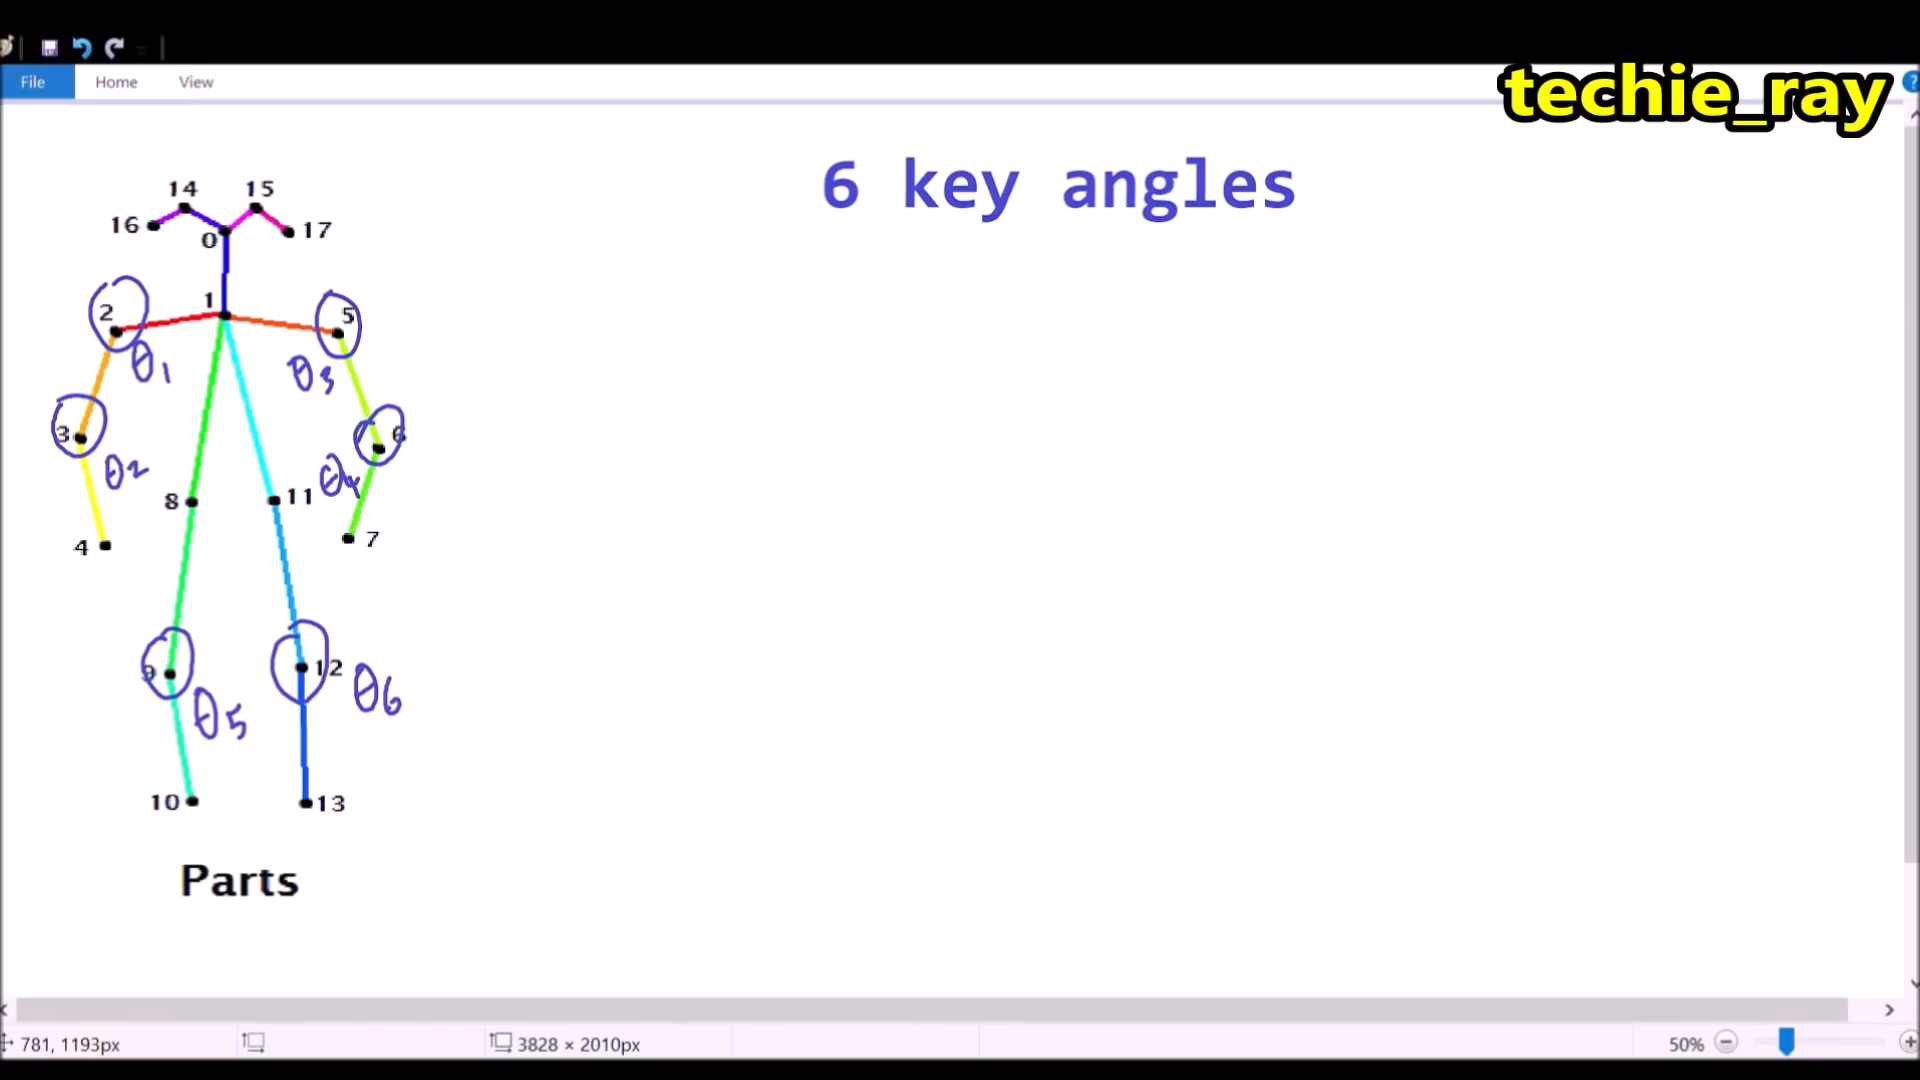 File Home View
techie_ray
6 key angles
14 15
16 0 17
2 1 5
θ1 θ3
3 6
θ2 θ4
8 11
4 7
9 12
θ5 θ6
10 13
Parts
781, 1193px 3828 × 2010px 50%